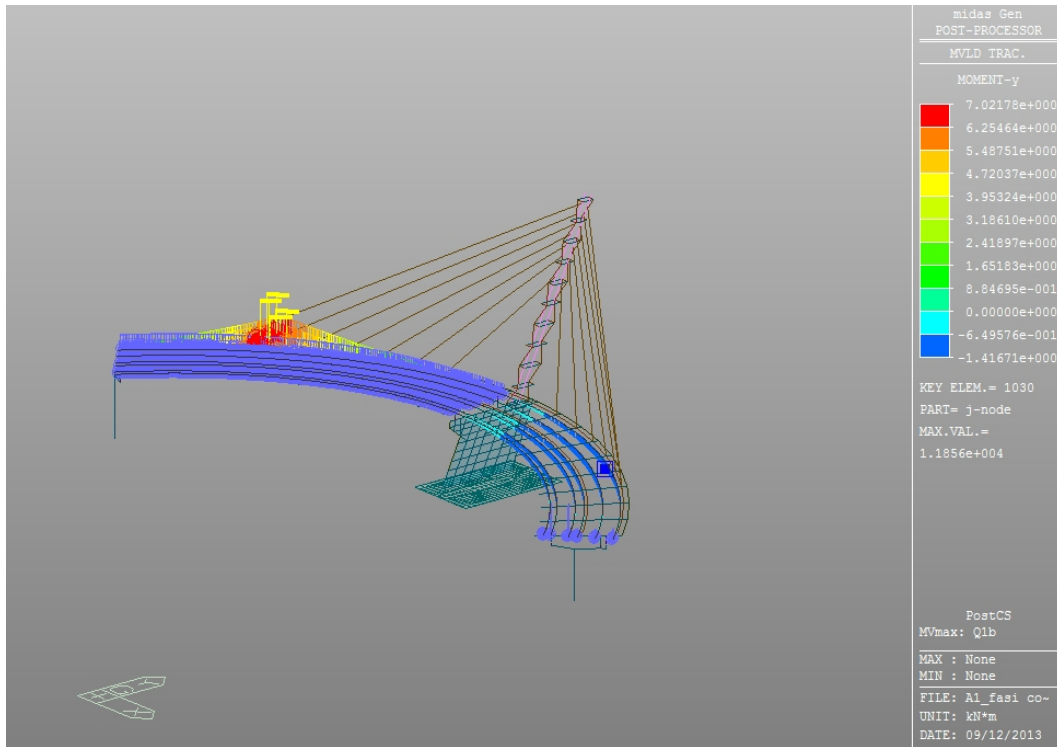 midas Gen
POST-PROCESSOR
MVLD TRAC.
MOMENT-y
7.02178e+000
6.25464e+000
5.48751e+000
4.72037e+000
3.95324e+000
3.18610e+000
2.41897e+000
1.65183e+000
8.84695e-001
0.00000e+000
-6.49576e-001
-1.41671e+000
KEY ELEM.= 1030
PART= j-node
MAX.VAL.=
1.1856e+004
PostCS
MVmax: Q1b
MAX : None
MIN : None
FILE: A1_fasi co~
UNIT: kN*m
DATE: 09/12/2013